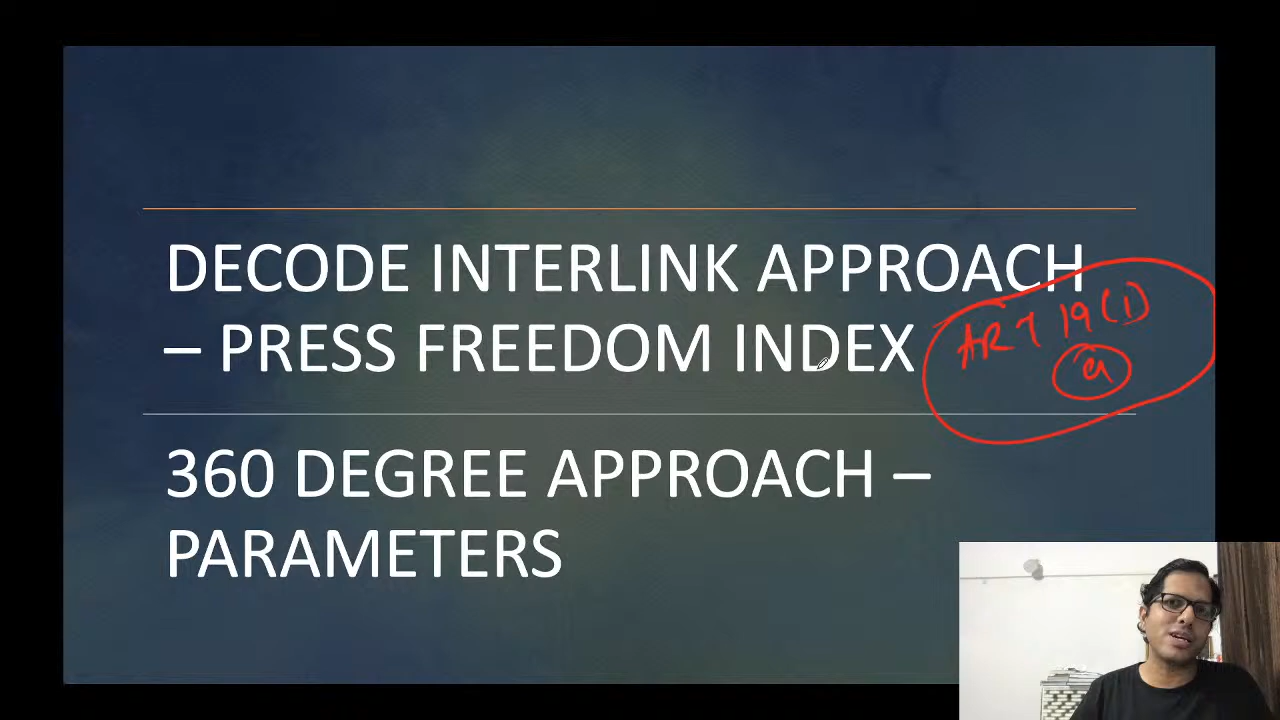 DECODE INTERLINK APPROACH
– PRESS FREEDOM INDEX
ART 19(1)
a
360 DEGREE APPROACH –
PARAMETERS